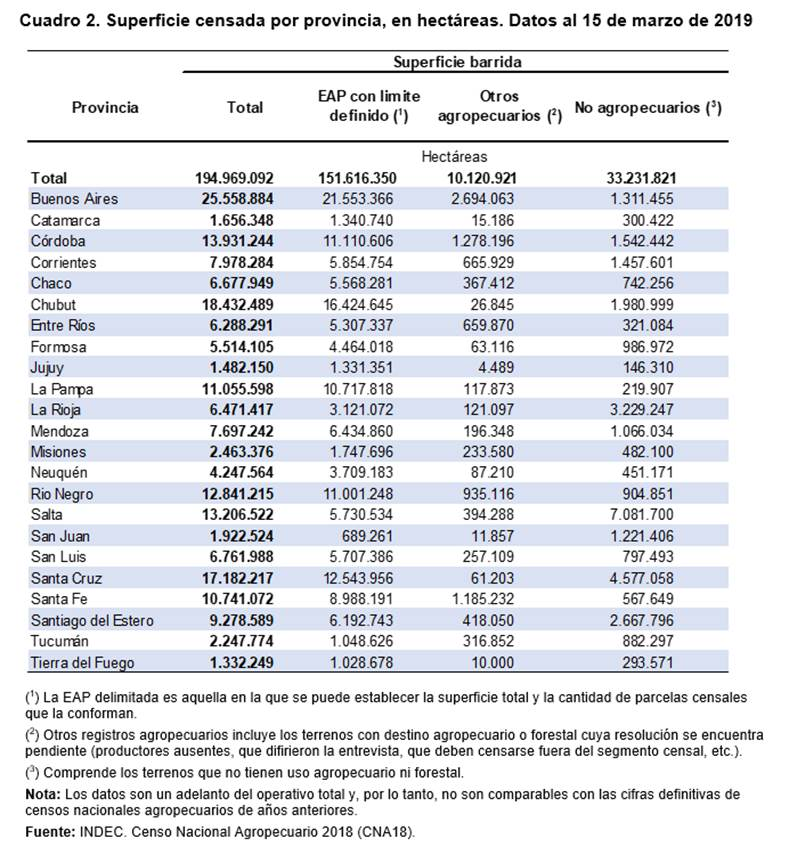 Cuadro 2. Superficie censada por provincia, en hectáreas. Datos al 15 de marzo de 2019
Superficie barrida
Provincia Total EAP con limite definido (¹) Otros agropecuarios (²) No agropecuarios (³)
Hectáreas
Total 194.969.092 151.616.350 10.120.921 33.231.821
Buenos Aires 25.558.884 21.553.366 2.694.063 1.311.455
Catamarca 1.656.348 1.340.740 15.186 300.422
Córdoba 13.931.244 11.110.606 1.278.196 1.542.442
Corrientes 7.978.284 5.854.754 665.929 1.457.601
Chaco 6.677.949 5.568.281 367.412 742.256
Chubut 18.432.489 16.424.645 26.845 1.980.999
Entre Ríos 6.288.291 5.307.337 659.870 321.084
Formosa 5.514.105 4.464.018 63.116 986.972
Jujuy 1.482.150 1.331.351 4.489 146.310
La Pampa 11.055.598 10.717.818 117.873 219.907
La Rioja 6.471.417 3.121.072 121.097 3.229.247
Mendoza 7.697.242 6.434.860 196.348 1.066.034
Misiones 2.463.376 1.747.696 233.580 482.100
Neuquén 4.247.564 3.709.183 87.210 451.171
Rio Negro 12.841.215 11.001.248 935.116 904.851
Salta 13.206.522 5.730.534 394.288 7.081.700
San Juan 1.922.524 689.261 11.857 1.221.406
San Luis 6.761.988 5.707.386 257.109 797.493
Santa Cruz 17.182.217 12.543.956 61.203 4.577.058
Santa Fe 10.741.072 8.988.191 1.185.232 567.649
Santiago del Estero 9.278.589 6.192.743 418.050 2.667.796
Tucumán 2.247.774 1.048.626 316.852 882.297
Tierra del Fuego 1.332.249 1.028.678 10.000 293.571
(¹) La EAP delimitada es aquella en la que se puede establecer la superficie total y la cantidad de parcelas censales
que la conforman.
(²) Otros registros agropecuarios incluye los terrenos con destino agropecuario o forestal cuya resolución se encuentra
pendiente (productores ausentes, que difirieron la entrevista, que deben censarse fuera del segmento censal, etc.).
(³) Comprende los terrenos que no tienen uso agropecuario ni forestal.
Nota: Los datos son un adelanto del operativo total y, por lo tanto, no son comparables con las cifras definitivas de
censos nacionales agropecuarios de años anteriores.
Fuente: INDEC. Censo Nacional Agropecuario 2018 (CNA18).